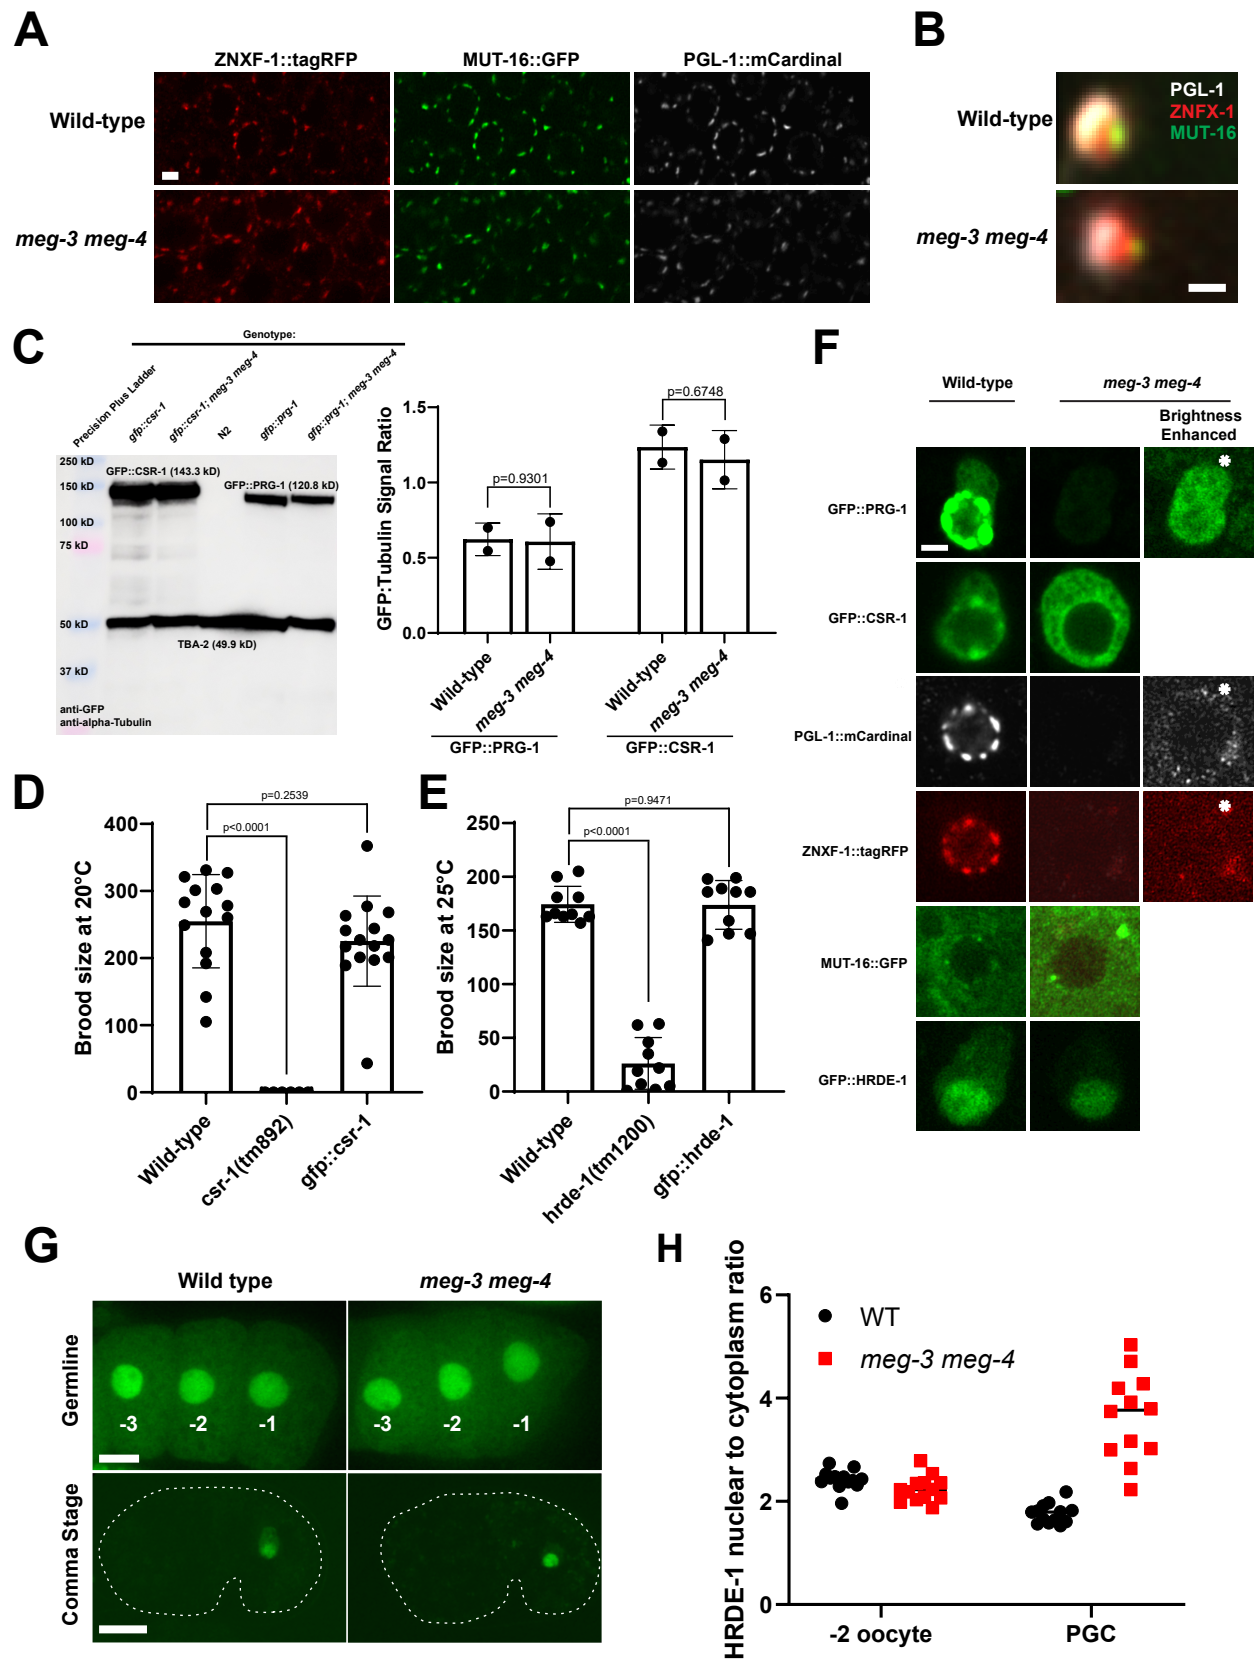 A
ZNXF-1::tagRFP
MUT-16::GFP
PGL-1::mCardinal
Wild-type
meg-3 meg-4
B
Wild-type
meg-3 meg-4
PGL-1
ZNFX-1
MUT-16
C
Genotype:
Precision Plus Ladder
gfp::csr-1
gfp::csr-1; meg-3 meg-4
N2
gfp::prg-1
gfp::prg-1; meg-3 meg-4
250 kD
150 kD
100 kD
75 kD
50 kD
37 kD
GFP::CSR-1 (143.3 kD)
GFP::PRG-1 (120.8 kD)
TBA-2 (49.9 kD)
anti-GFP
anti-alpha-Tubulin
GFP:Tubulin Signal Ratio
1.5
1.0
0.5
0.0
p=0.9301
p=0.6748
Wild-type
meg-3 meg-4
Wild-type
meg-3 meg-4
GFP::PRG-1
GFP::CSR-1
D
Brood size at 20°C
400
300
200
100
0
p=0.2539
p<0.0001
Wild-type
csr-1(tm892)
gfp::csr-1
E
Brood size at 25°C
250
200
150
100
50
0
p=0.9471
p<0.0001
Wild-type
hrde-1(tm1200)
gfp::hrde-1
F
Wild-type
meg-3 meg-4
Brightness
Enhanced
GFP::PRG-1
*
GFP::CSR-1
PGL-1::mCardinal
*
ZNXF-1::tagRFP
*
MUT-16::GFP
GFP::HRDE-1
G
Wild type
meg-3 meg-4
Germline
-3
-2
-1
-3
-2
-1
Comma Stage
H
HRDE-1 nuclear to cytoplasm ratio
6
4
2
0
WT
meg-3 meg-4
-2 oocyte
PGC